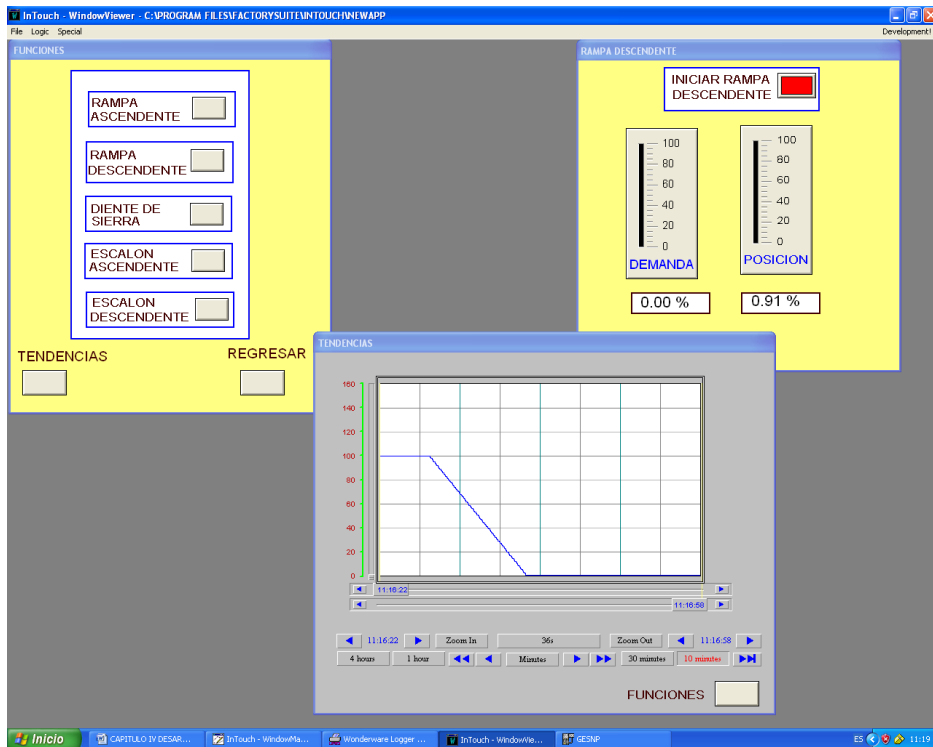 InTouch - WindowViewer - C:\PROGRAM FILES\FACTORYSUITE\INTOUCH\NEWAPP
File Logic Special
Development!
FUNCIONES
RAMPA
ASCENDENTE
RAMPA
DESCENDENTE
DIENTE DE
SIERRA
ESCALON
ASCENDENTE
ESCALON
DESCENDENTE
TENDENCIAS
REGRESAR
RAMPA DESCENDENTE
INICIAR RAMPA
DESCENDENTE
100
80
60
40
20
0
DEMANDA
0.00 %
100
80
60
40
20
0
POSICION
0.91 %
TENDENCIAS
160
140
120
100
80
60
40
20
0
11:16:22
11:16:58
11:16:22 Zoom In 36s Zoom Out 11:16:58
4 hours 1 hour Minutes 30 minutes 10 minutes
FUNCIONES
Inicio
CAPITULO IV DESAR...
InTouch - WindowMa...
Wonderware Logger ...
InTouch - WindowVie...
GESNP
ES
11:19